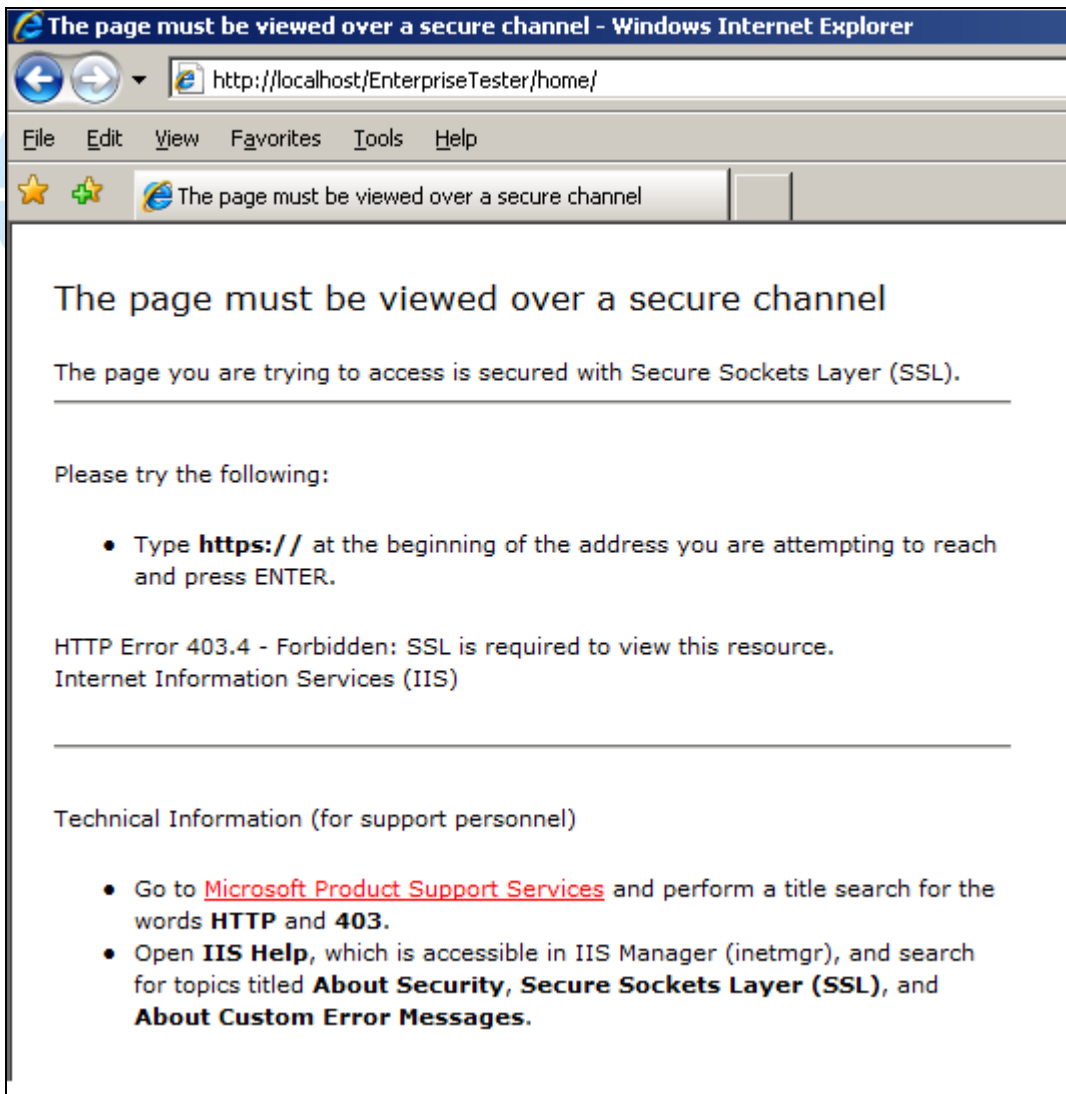 The page must be viewed over a secure channel - Windows Internet Explorer
http://localhost/EnterpriseTester/home/
File Edit View Favorites Tools Help
The page must be viewed over a secure channel
The page must be viewed over a secure channel
The page you are trying to access is secured with Secure Sockets Layer (SSL).
Please try the following:
● Type https:// at the beginning of the address you are attempting to reach
and press ENTER.
HTTP Error 403.4 - Forbidden: SSL is required to view this resource.
Internet Information Services (IIS)
Technical Information (for support personnel)
● Go to Microsoft Product Support Services and perform a title search for the
words HTTP and 403.
● Open IIS Help, which is accessible in IIS Manager (inetmgr), and search
for topics titled About Security, Secure Sockets Layer (SSL), and
About Custom Error Messages.